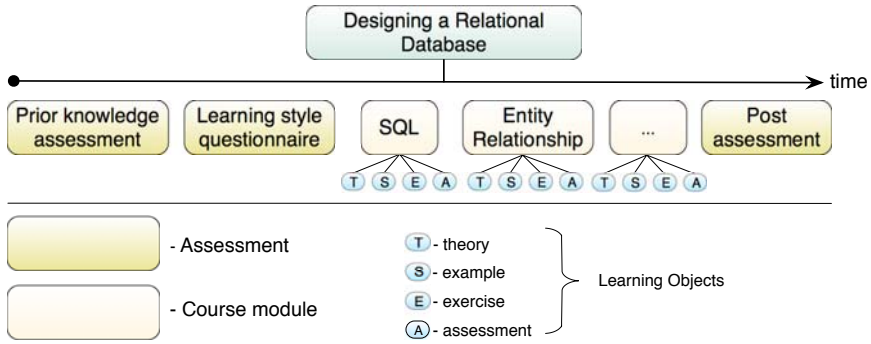 Designing a Relational
Database
time
Prior knowledge
assessment
Learning style
questionnaire
SQL
Entity
Relationship
...
Post
assessment
T S E A T S E A T S E A
- Assessment
- Course module
T - theory
S - example
E - exercise
A - assessment
Learning Objects